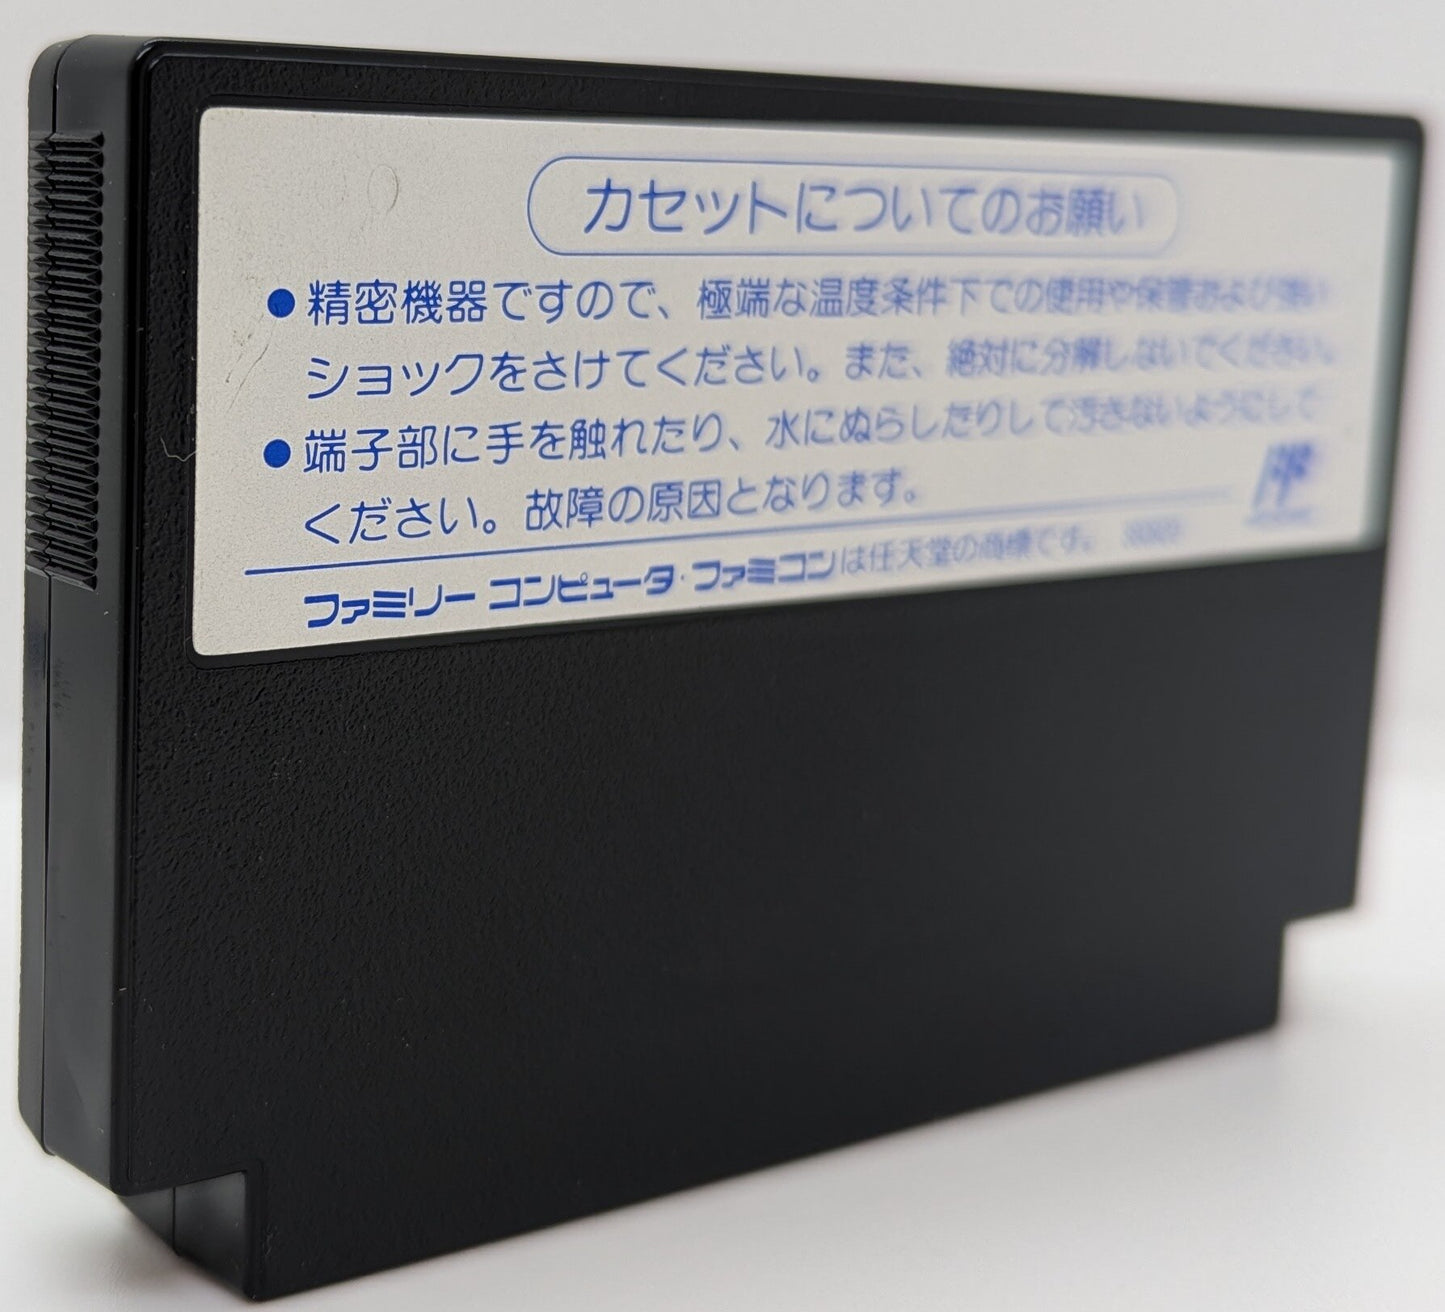 カセットについてのお願い
●精密機器ですので、極端な温度条件下での使用や保管および強い
ショックをさけてください。また、絶対に分解しないでください。
●端子部に手を触れたり、水にぬらしたりして汚さないようにして
ください。故障の原因となります。
ファミリー コンピュータ・ファミコンは任天堂の商標です。